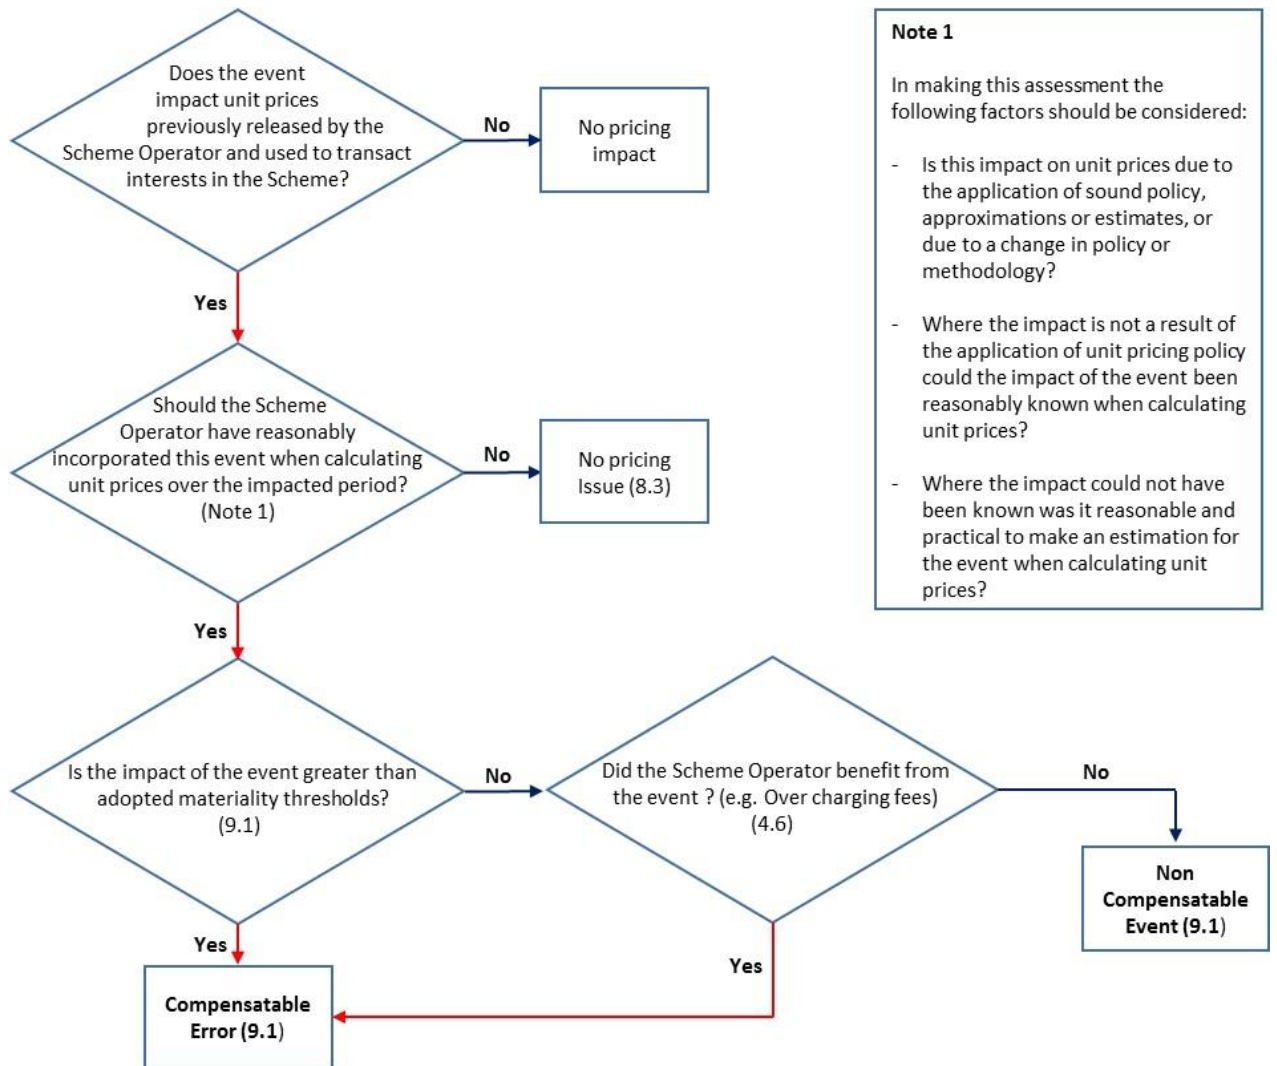 Does the event
impact unit prices
previously released by the
Scheme Operator and used to transact
interests in the Scheme?
No
No pricing
impact
Yes
Should the Scheme
Operator have reasonably
incorporated this event when calculating
unit prices over the impacted period?
(Note 1)
No
No pricing
Issue (8.3)
Yes
Is the impact of the event greater than
adopted materiality thresholds?
(9.1)
No
Did the Scheme Operator benefit from
the event ? (e.g. Over charging fees)
(4.6)
No
Non
Compensatable
Event (9.1)
Yes
Yes
Compensatable
Error (9.1)
Note 1
In making this assessment the
following factors should be considered:
- Is this impact on unit prices due to
the application of sound policy,
approximations or estimates, or
due to a change in policy or
methodology?
- Where the impact is not a result of
the application of unit pricing policy
could the impact of the event been
reasonably known when calculating
unit prices?
- Where the impact could not have
been known was it reasonable and
practical to make an estimation for
the event when calculating unit
prices?